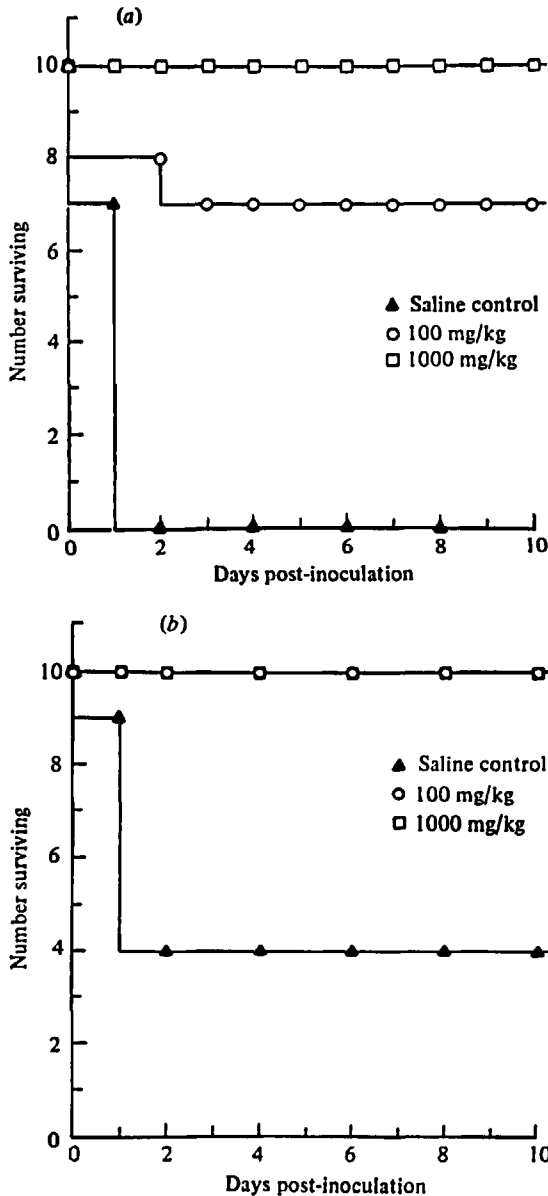 (a)
10
8
6
4
2
0
Number surviving
▲ Saline control
○ 100 mg/kg
□ 1000 mg/kg
0 2 4 6 8 10
Days post-inoculation
(b)
10
8
6
4
2
0
Number surviving
▲ Saline control
○ 100 mg/kg
□ 1000 mg/kg
0 2 4 6 8 10
Days post-inoculation